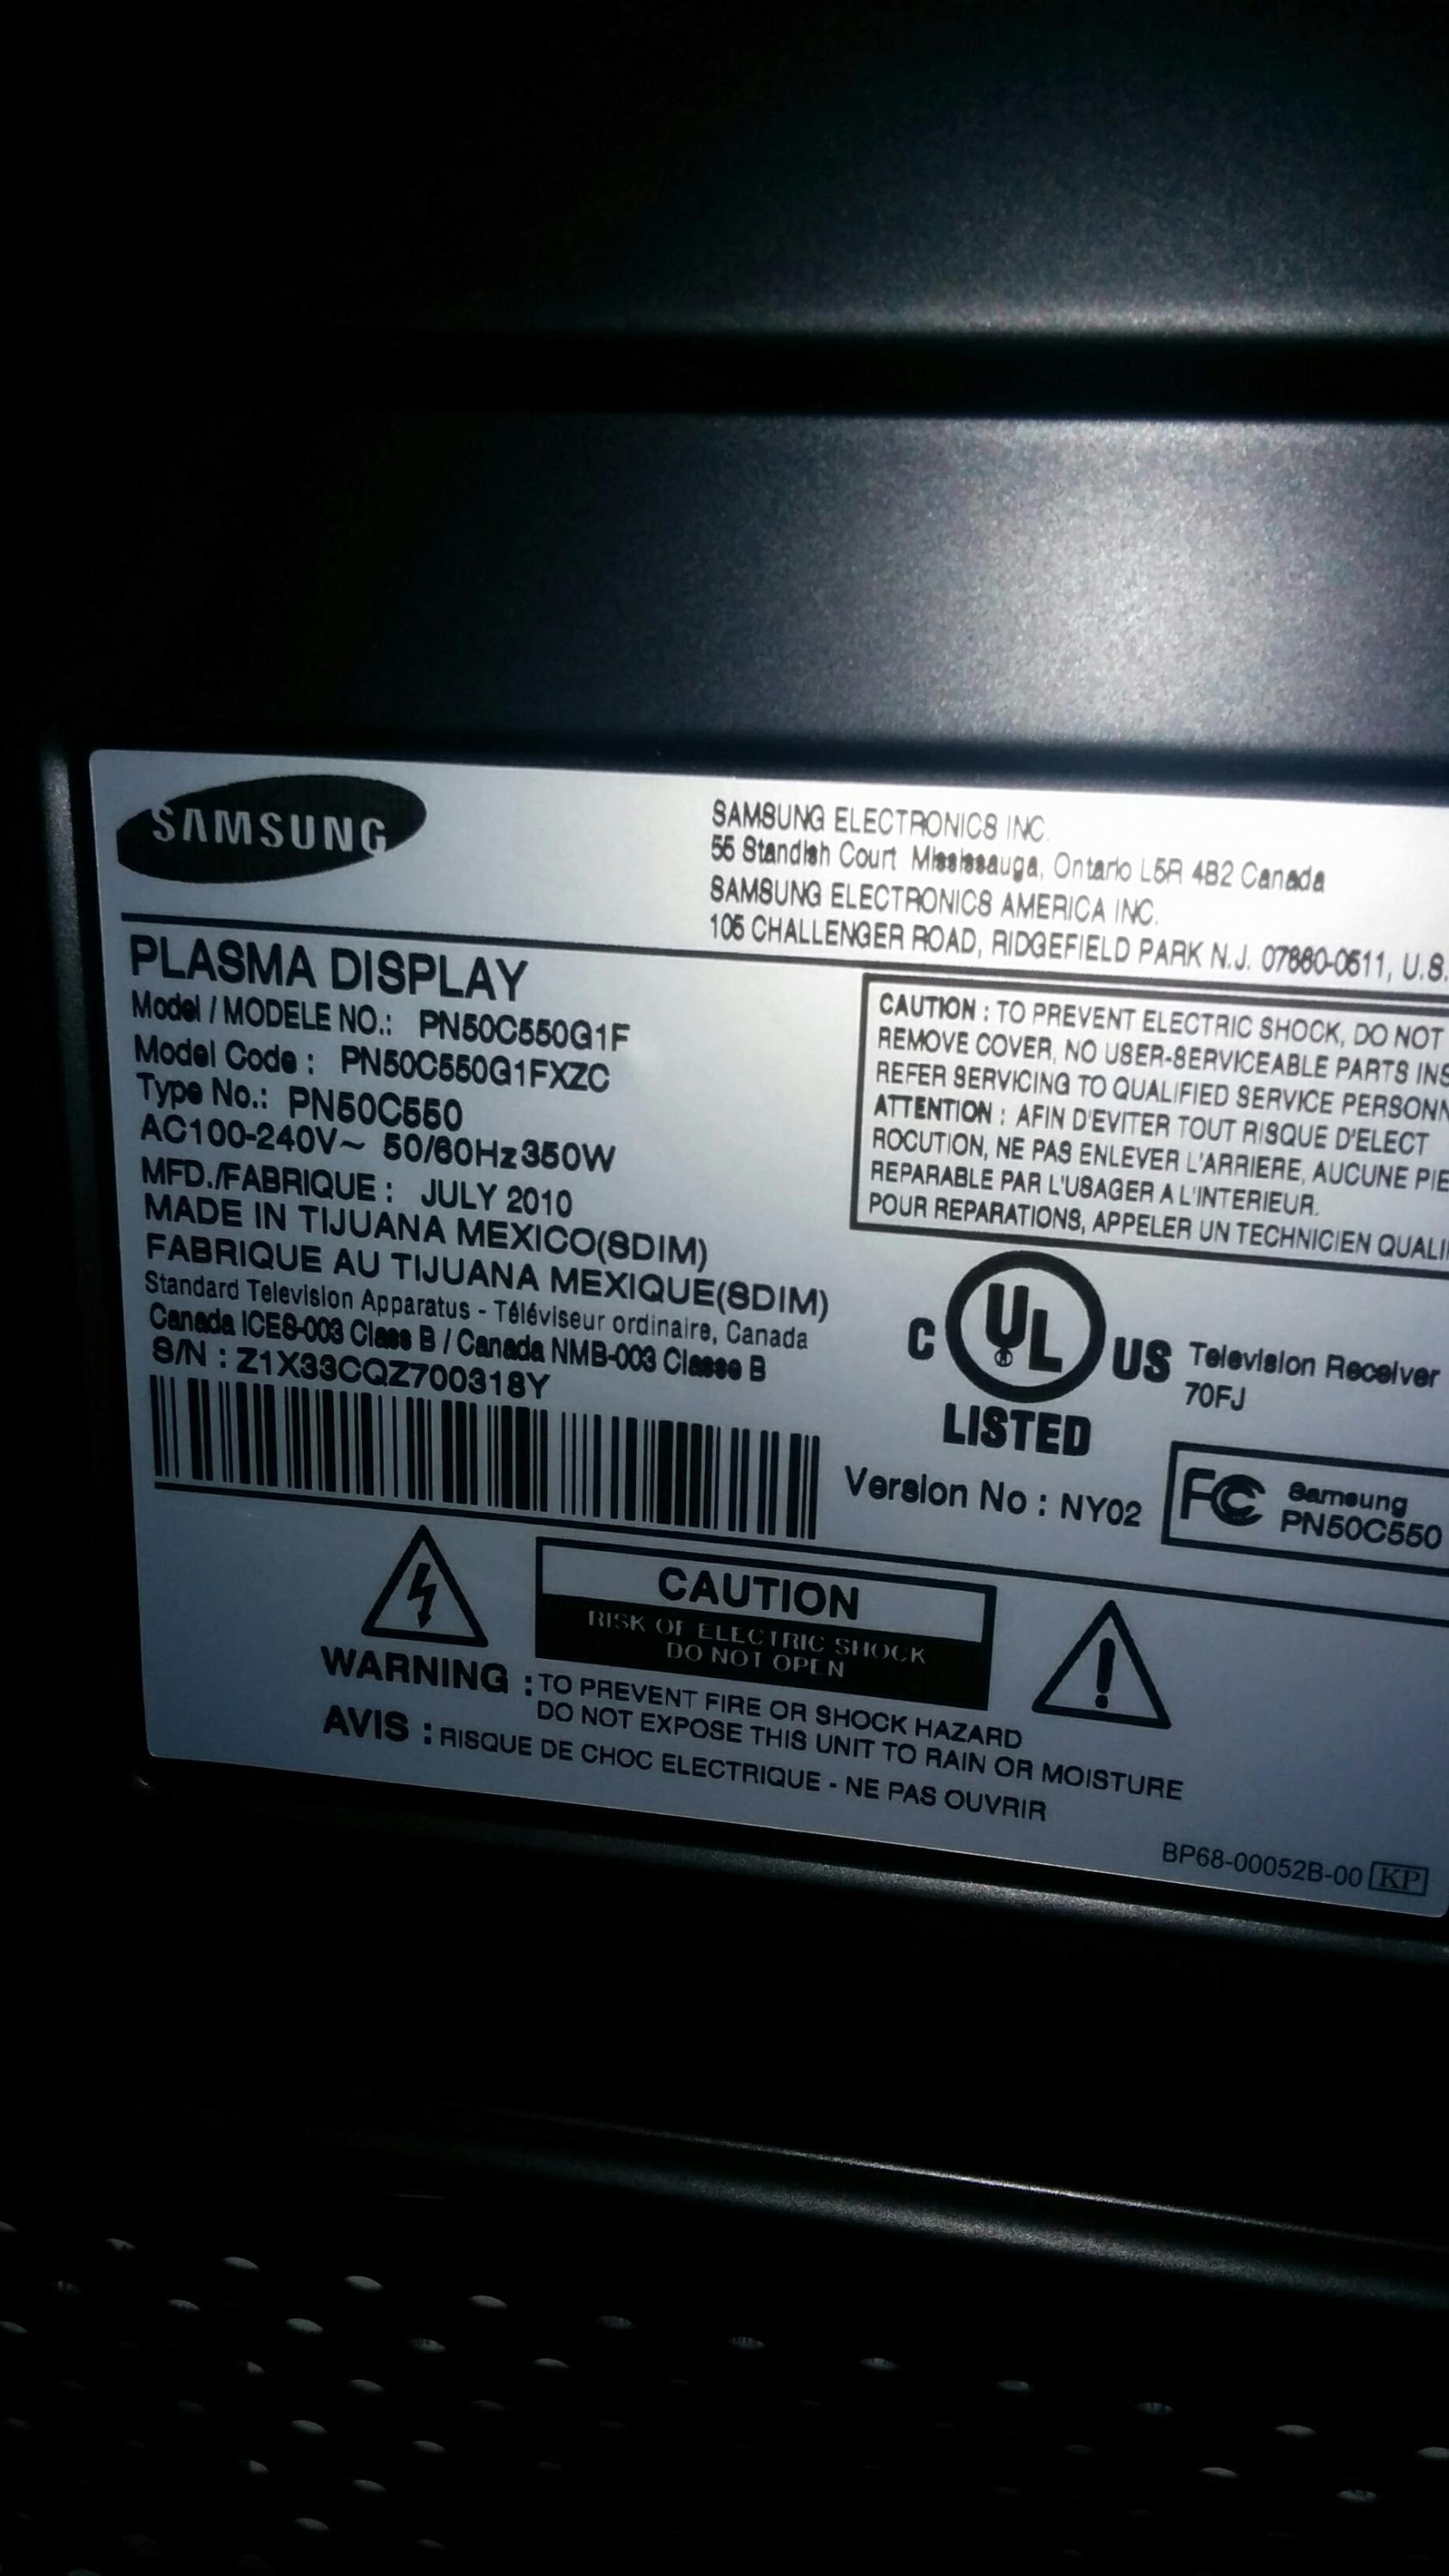 SAMSUNG
SAMSUNG ELECTRONICS INC.
55 Standish Court Mississauga, Ontario L5R 4B2 Canada
SAMSUNG ELECTRONICS AMERICA INC.
105 CHALLENGER ROAD, RIDGEFIELD PARK N.J. 07660-0511, U.S.
PLASMA DISPLAY
Model / MODELE NO.: PN50C550G1F
Model Code : PN50C550G1FXZC
Type No.: PN50C550
AC100-240V~ 50/60Hz 350W
MFD./FABRIQUE : JULY 2010
MADE IN TIJUANA MEXICO(SDIM)
FABRIQUE AU TIJUANA MEXIQUE(SDIM)
Standard Television Apparatus - Téléviseur ordinaire, Canada
Canada ICES-003 Class B / Canada NMB-003 Classe B
S/N : Z1X33CQZ700318Y
CAUTION : TO PREVENT ELECTRIC SHOCK, DO NOT
REMOVE COVER, NO USER-SERVICEABLE PARTS INS
REFER SERVICING TO QUALIFIED SERVICE PERSONN
ATTENTION : AFIN D'EVITER TOUT RISQUE D'ELECT
ROCUTION, NE PAS ENLEVER L'ARRIERE, AUCUNE PIE
REPARABLE PAR L'USAGER A L'INTERIEUR.
POUR REPARATIONS, APPELER UN TECHNICIEN QUALI
C UL US
LISTED
Television Receiver
70FJ
Version No : NY02
FC Samsung
PN50C550
CAUTION
RISK OF ELECTRIC SHOCK
DO NOT OPEN
WARNING : TO PREVENT FIRE OR SHOCK HAZARD
DO NOT EXPOSE THIS UNIT TO RAIN OR MOISTURE
AVIS : RISQUE DE CHOC ELECTRIQUE - NE PAS OUVRIR
BP68-00052B-00 KP